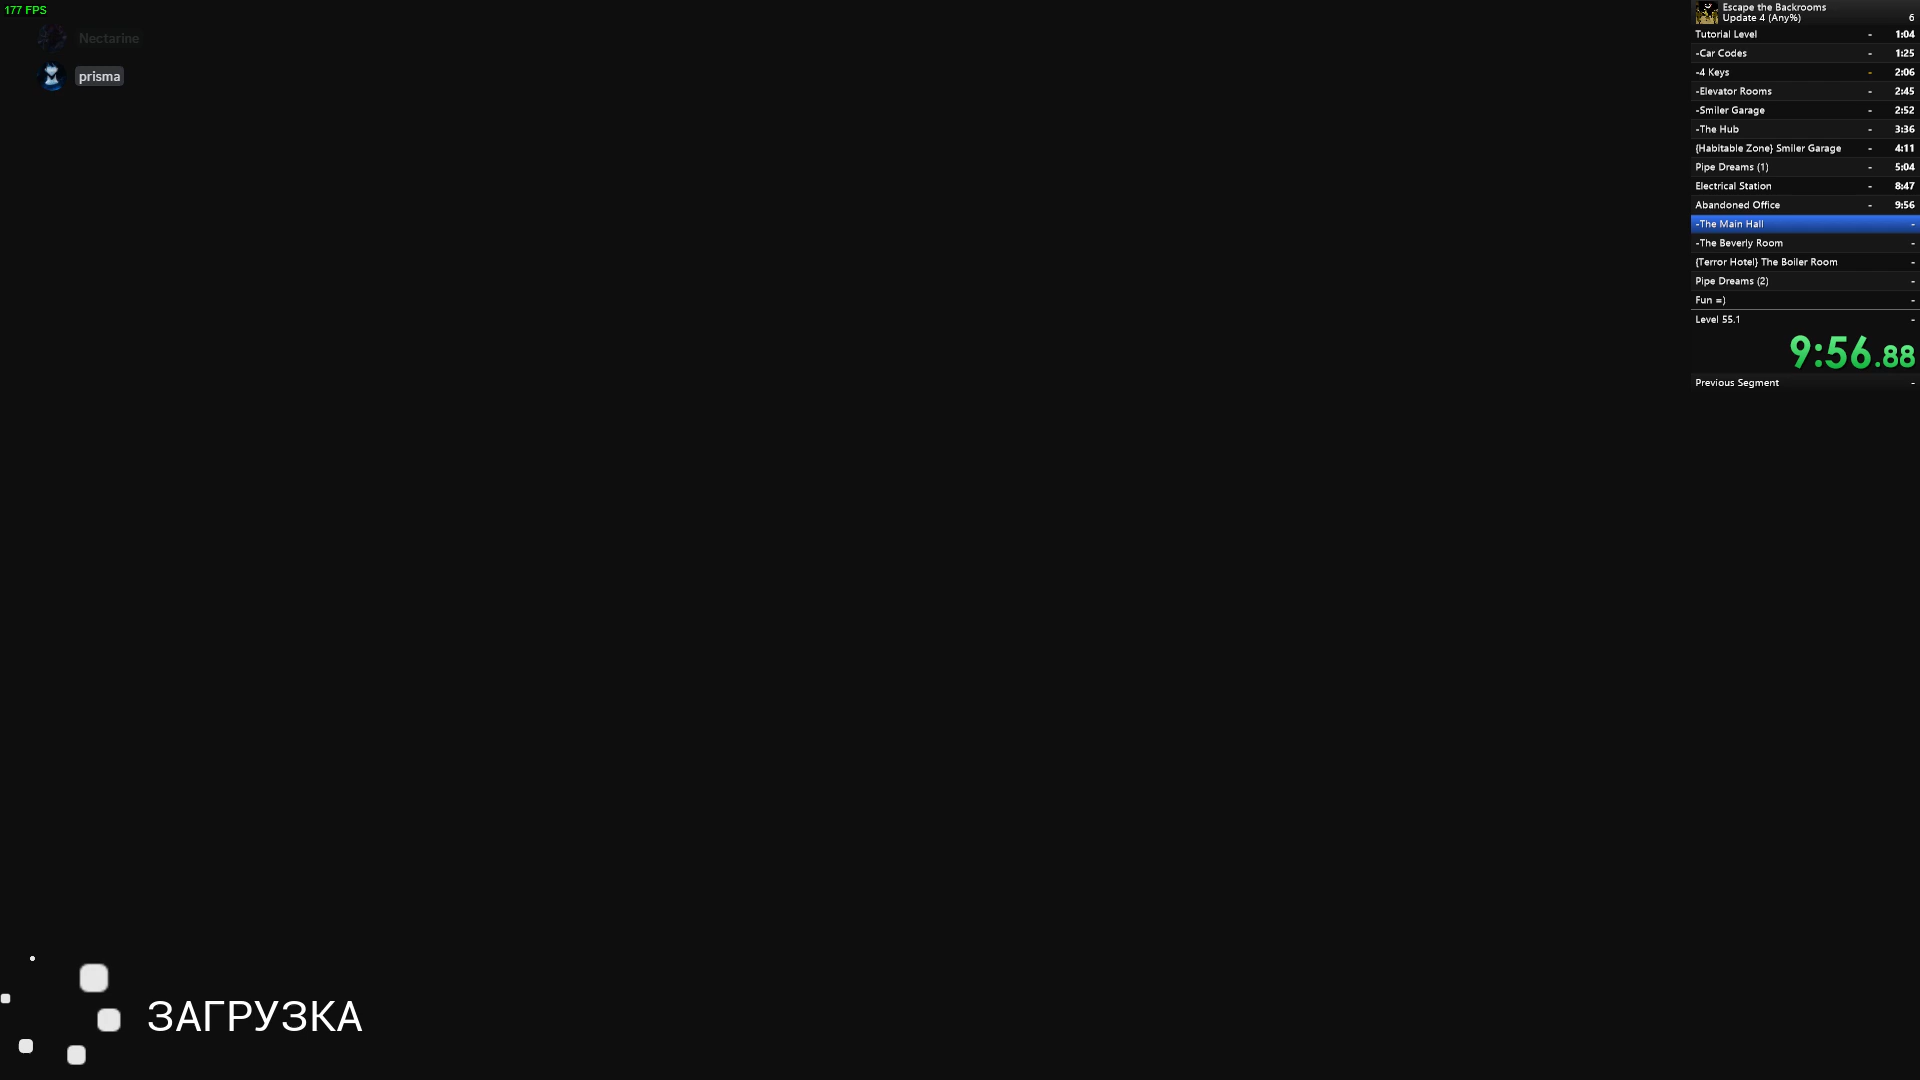 177 FPS
Nectarine
prisma
Escape the Backrooms
Update 4 (Any%) 6
Tutorial Level - 1:04
-Car Codes - 1:25
-4 Keys - 2:06
-Elevator Rooms - 2:45
-Smiler Garage - 2:52
-The Hub - 3:36
{Habitable Zone} Smiler Garage - 4:11
Pipe Dreams (1) - 5:04
Electrical Station - 8:47
Abandoned Office - 9:56
-The Main Hall -
-The Beverly Room -
{Terror Hotel} The Boiler Room -
Pipe Dreams (2) -
Fun =) -
Level 55.1 -
9:56.88
Previous Segment -
ЗАГРУЗКА